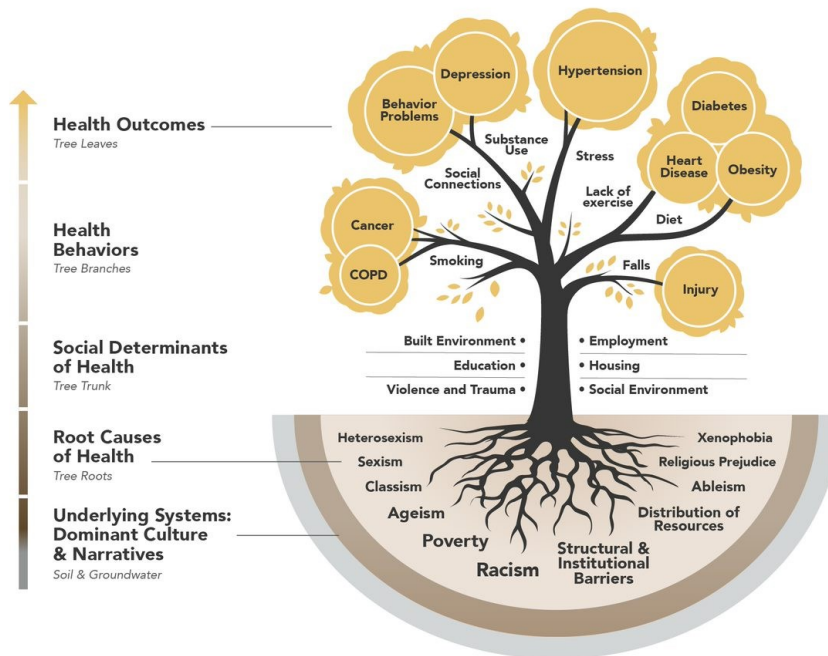 Health Outcomes
Tree Leaves
Health
Behaviors
Tree Branches
Social Determinants
of Health
Tree Trunk
Root Causes
of Health
Tree Roots
Underlying Systems:
Dominant Culture
& Narratives
Soil & Groundwater
Depression
Behavior
Problems
Hypertension
Diabetes
Heart
Disease
Obesity
Substance
Use
Stress
Social
Connections
Lack of
exercise
Diet
Cancer
COPD
Smoking
Falls
Injury
Built Environment •
• Employment
Education •
• Housing
Violence and Trauma •
• Social Environment
Heterosexism
Xenophobia
Sexism
Religious Prejudice
Classism
Ableism
Ageism
Distribution of
Resources
Poverty
Structural &
Institutional
Barriers
Racism